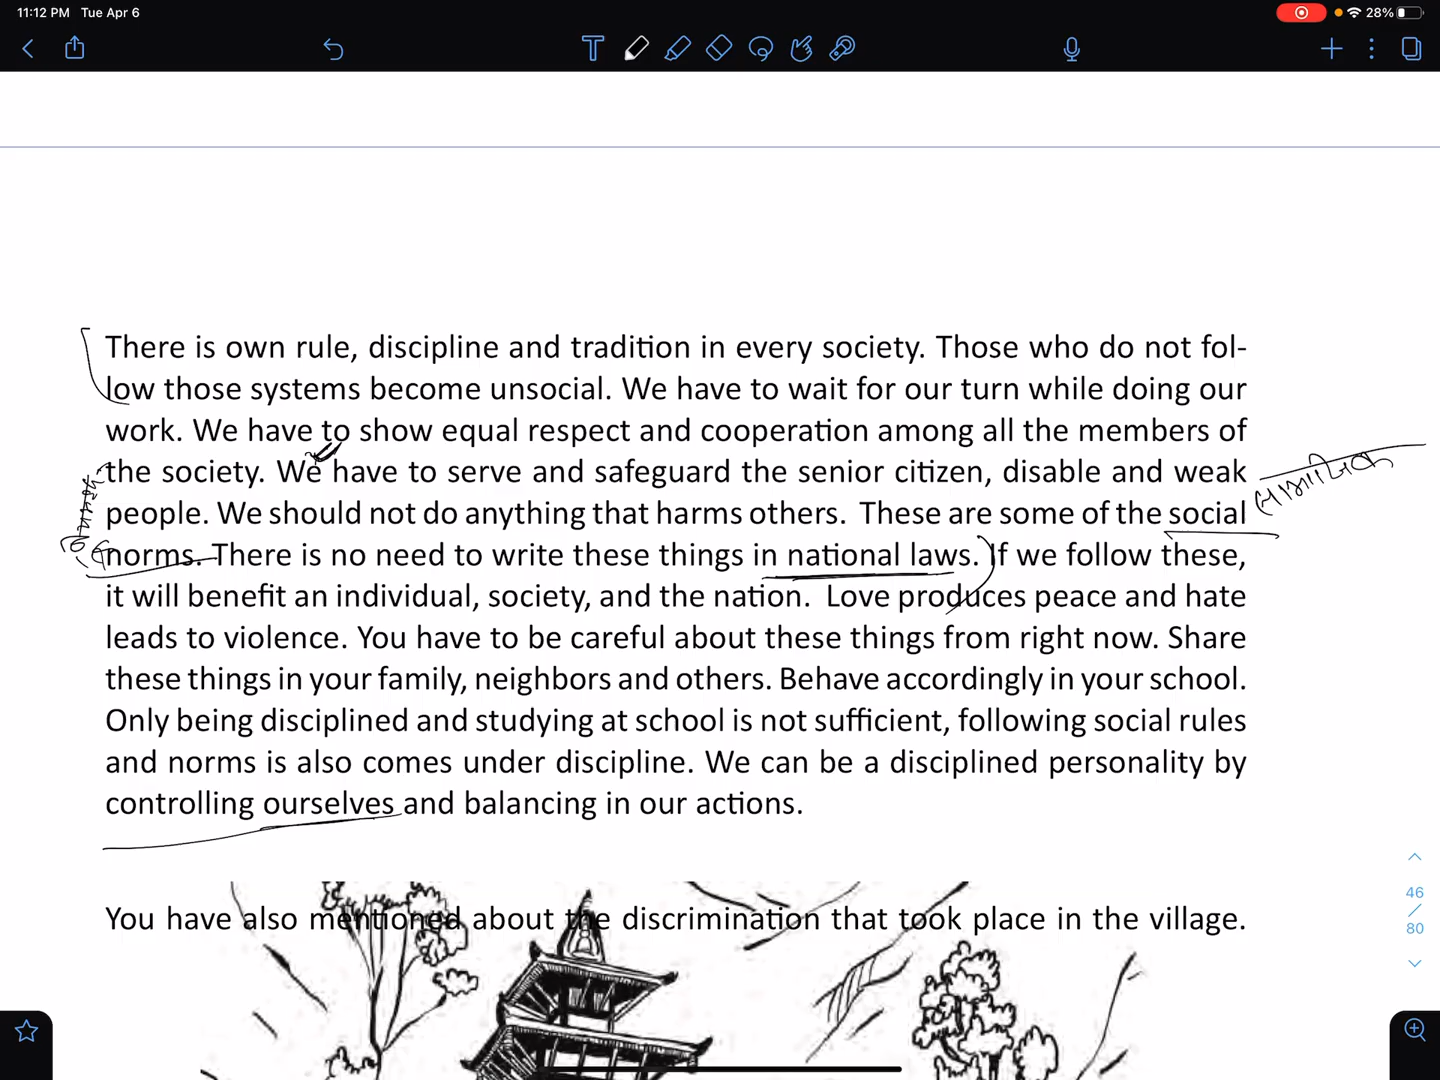 11:12 PM Tue Apr 6
28%
There is own rule, discipline and tradition in every society. Those who do not fol-
low those systems become unsocial. We have to wait for our turn while doing our
work. We have to show equal respect and cooperation among all the members of
the society. We have to serve and safeguard the senior citizen, disable and weak
people. We should not do anything that harms others. These are some of the social
norms. There is no need to write these things in national laws. If we follow these,
it will benefit an individual, society, and the nation. Love produces peace and hate
leads to violence. You have to be careful about these things from right now. Share
these things in your family, neighbors and others. Behave accordingly in your school.
Only being disciplined and studying at school is not sufficient, following social rules
and norms is also comes under discipline. We can be a disciplined personality by
controlling ourselves and balancing in our actions.
You have also mentioned about the discrimination that took place in the village.
46
/
80